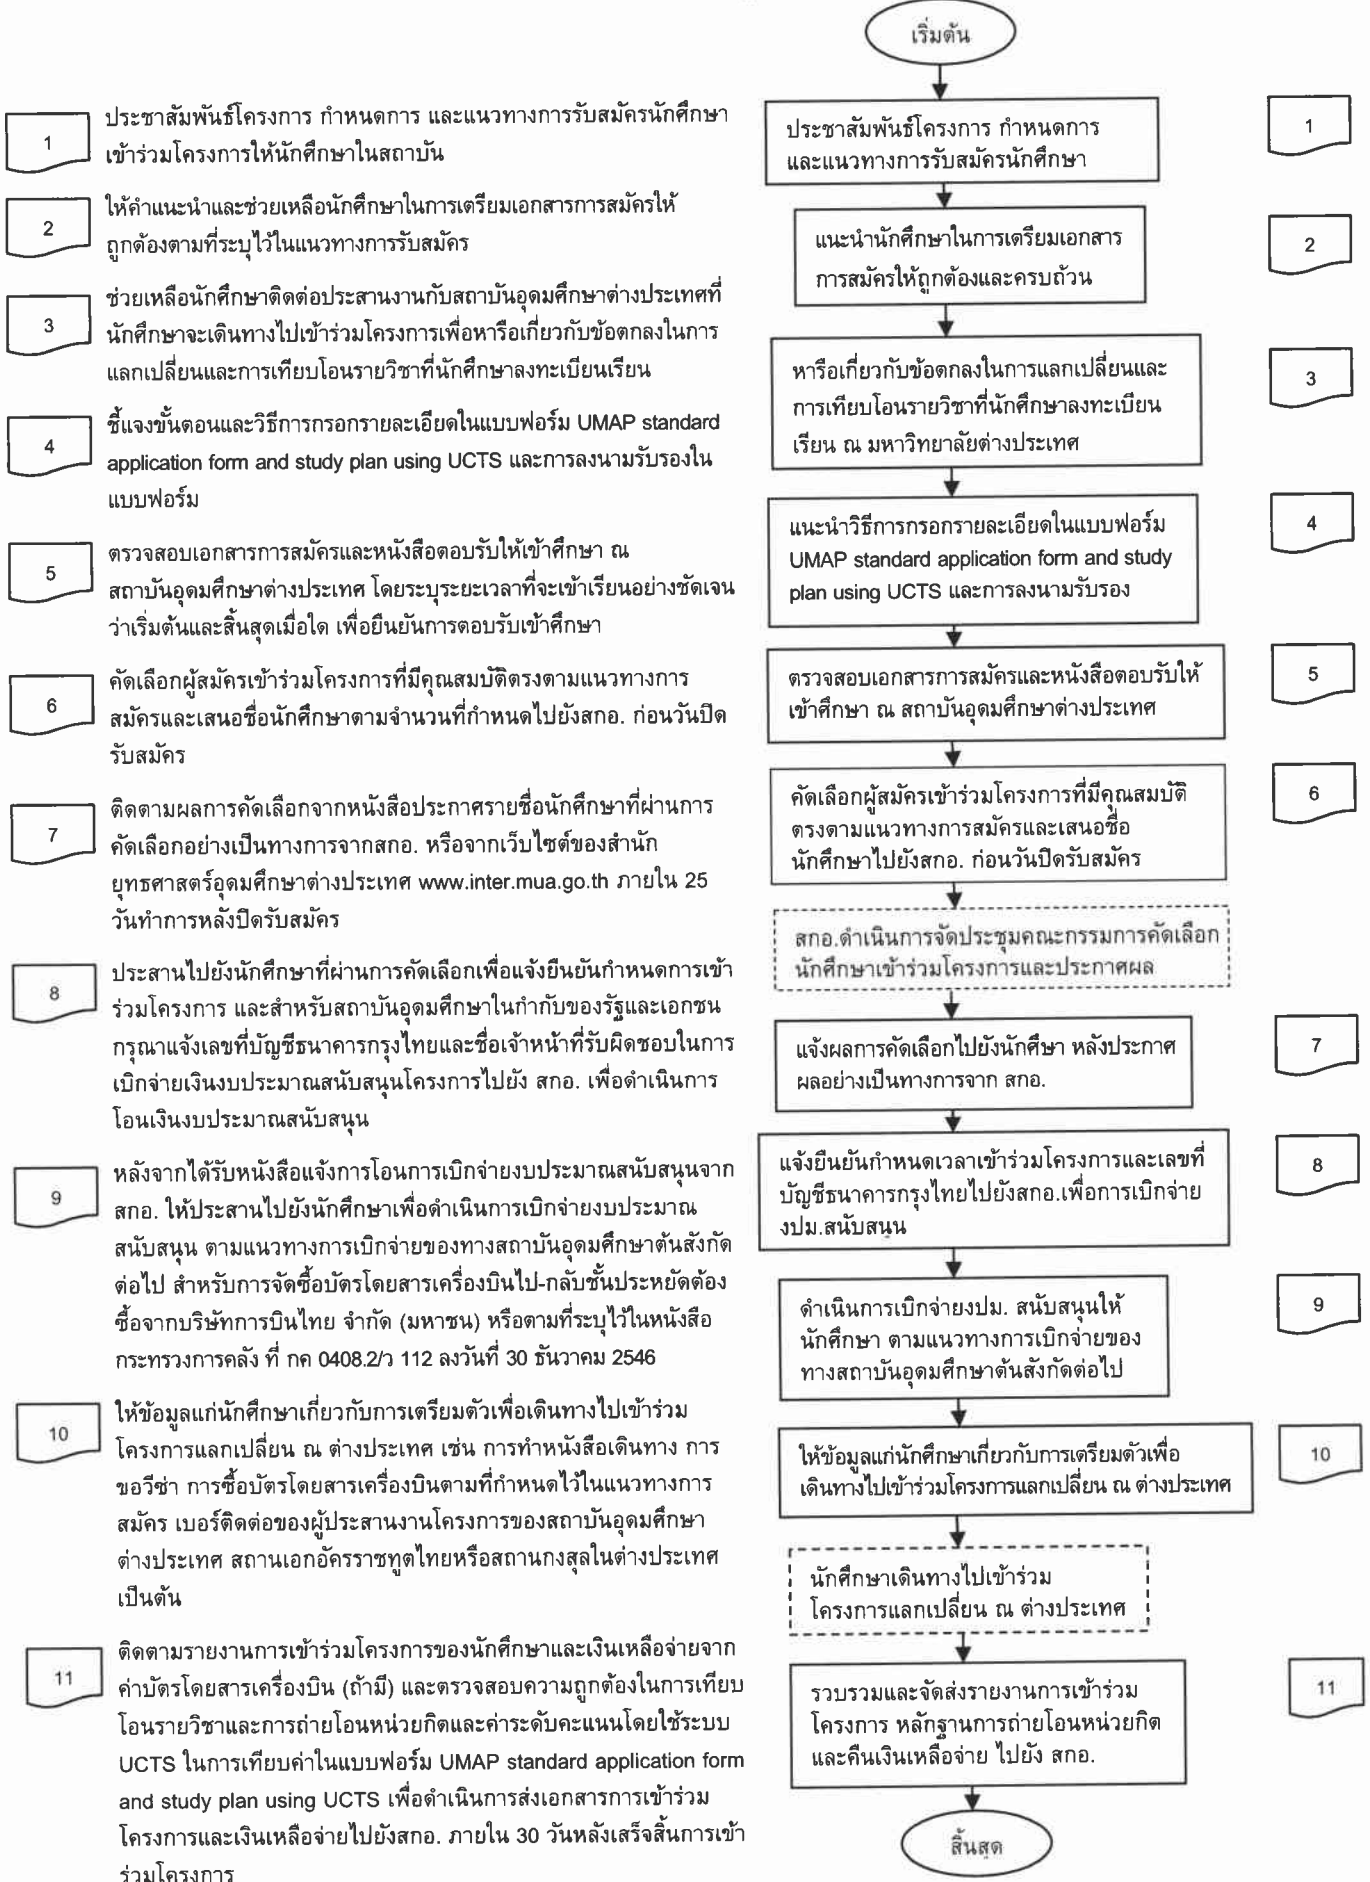 1
ประชาสัมพันธ์โครงการ กำหนดการ และแนวทางการรับสมัครนักศึกษา
เข้าร่วมโครงการให้นักศึกษาในสถาบัน
2
ให้คำแนะนำและช่วยเหลือนักศึกษาในการเตรียมเอกสารการสมัครให้
ถูกต้องตามที่ระบุไว้ในแนวทางการรับสมัคร
3
ช่วยเหลือนักศึกษาติดต่อประสานงานกับสถาบันอุดมศึกษาต่างประเทศที่
นักศึกษาจะเดินทางไปเข้าร่วมโครงการเพื่อหารือเกี่ยวกับข้อตกลงในการ
แลกเปลี่ยนและการเทียบโอนรายวิชาที่นักศึกษาลงทะเบียนเรียน
4
ชี้แจงขั้นตอนและวิธีการกรอกรายละเอียดในแบบฟอร์ม UMAP standard
application form and study plan using UCTS และการลงนามรับรองใน
แบบฟอร์ม
5
ตรวจสอบเอกสารการสมัครและหนังสือตอบรับให้เข้าศึกษา ณ
สถาบันอุดมศึกษาต่างประเทศ โดยระบุระยะเวลาที่จะเข้าเรียนอย่างชัดเจน
ว่าเริ่มต้นและสิ้นสุดเมื่อใด เพื่อยืนยันการตอบรับเข้าศึกษา
6
คัดเลือกผู้สมัครเข้าร่วมโครงการที่มีคุณสมบัติตรงตามแนวทางการ
สมัครและเสนอชื่อนักศึกษาตามจำนวนที่กำหนดไปยังสกอ. ก่อนวันปิด
รับสมัคร
7
ติดตามผลการคัดเลือกจากหนังสือประกาศรายชื่อนักศึกษาที่ผ่านการ
คัดเลือกอย่างเป็นทางการจากสกอ. หรือจากเว็บไซต์ของสำนัก
ยุทธศาสตร์อุดมศึกษาต่างประเทศ www.inter.mua.go.th ภายใน 25
วันทำการหลังปิดรับสมัคร
8
ประสานไปยังนักศึกษาที่ผ่านการคัดเลือกเพื่อแจ้งยืนยันกำหนดการเข้า
ร่วมโครงการ และสำหรับสถาบันอุดมศึกษาในกำกับของรัฐและเอกชน
กรุณาแจ้งเลขที่บัญชีธนาคารกรุงไทยและชื่อเจ้าหน้าที่รับผิดชอบในการ
เบิกจ่ายเงินงบประมาณสนับสนุนโครงการไปยัง สกอ. เพื่อดำเนินการ
โอนเงินงบประมาณสนับสนุน
9
หลังจากได้รับหนังสือแจ้งการโอนการเบิกจ่ายงบประมาณสนับสนุนจาก
สกอ. ให้ประสานไปยังนักศึกษาเพื่อดำเนินการเบิกจ่ายงบประมาณ
สนับสนุน ตามแนวทางการเบิกจ่ายของทางสถาบันอุดมศึกษาต้นสังกัด
ต่อไป สำหรับการจัดซื้อบัตรโดยสารเครื่องบินไป-กลับชั้นประหยัดต้อง
ซื้อจากบริษัทการบินไทย จำกัด (มหาชน) หรือตามที่ระบุไว้ในหนังสือ
กระทรวงการคลัง ที่ กค 0408.2/ว 112 ลงวันที่ 30 ธันวาคม 2546
10
ให้ข้อมูลแก่นักศึกษาเกี่ยวกับการเตรียมตัวเพื่อเดินทางไปเข้าร่วม
โครงการแลกเปลี่ยน ณ ต่างประเทศ เช่น การทำหนังสือเดินทาง การ
ขอวีซ่า การซื้อบัตรโดยสารเครื่องบินตามที่กำหนดไว้ในแนวทางการ
สมัคร เบอร์ติดต่อของผู้ประสานงานโครงการของสถาบันอุดมศึกษา
ต่างประเทศ สถานเอกอัครราชทูตไทยหรือสถานกงสุลในต่างประเทศ
เป็นต้น
11
ติดตามรายงานการเข้าร่วมโครงการของนักศึกษาและเงินเหลือจ่ายจาก
ค่าบัตรโดยสารเครื่องบิน (ถ้ามี) และตรวจสอบความถูกต้องในการเทียบ
โอนรายวิชาและการถ่ายโอนหน่วยกิตและค่าระดับคะแนนโดยใช้ระบบ
UCTS ในการเทียบค่าในแบบฟอร์ม UMAP standard application form
and study plan using UCTS เพื่อดำเนินการส่งเอกสารการเข้าร่วม
โครงการและเงินเหลือจ่ายไปยังสกอ. ภายใน 30 วันหลังเสร็จสิ้นการเข้า
ร่วมโครงการ
เริ่มต้น
ประชาสัมพันธ์โครงการ กำหนดการ
และแนวทางการรับสมัครนักศึกษา
1
แนะนำนักศึกษาในการเตรียมเอกสาร
การสมัครให้ถูกต้องและครบถ้วน
2
หารือเกี่ยวกับข้อตกลงในการแลกเปลี่ยนและ
การเทียบโอนรายวิชาที่นักศึกษาลงทะเบียน
เรียน ณ มหาวิทยาลัยต่างประเทศ
3
แนะนำวิธีการกรอกรายละเอียดในแบบฟอร์ม
UMAP standard application form and study
plan using UCTS และการลงนามรับรอง
4
ตรวจสอบเอกสารการสมัครและหนังสือตอบรับให้
เข้าศึกษา ณ สถาบันอุดมศึกษาต่างประเทศ
5
คัดเลือกผู้สมัครเข้าร่วมโครงการที่มีคุณสมบัติ
ตรงตามแนวทางการสมัครและเสนอชื่อ
นักศึกษาไปยังสกอ. ก่อนวันปิดรับสมัคร
6
สกอ.ดำเนินการจัดประชุมคณะกรรมการคัดเลือก
นักศึกษาเข้าร่วมโครงการและประกาศผล
แจ้งผลการคัดเลือกไปยังนักศึกษา หลังประกาศ
ผลอย่างเป็นทางการจาก สกอ.
7
แจ้งยืนยันกำหนดเวลาเข้าร่วมโครงการและเลขที่
บัญชีธนาคารกรุงไทยไปยังสกอ.เพื่อการเบิกจ่าย
งปม.สนับสนุน
8
ดำเนินการเบิกจ่ายงปม. สนับสนุนให้
นักศึกษา ตามแนวทางการเบิกจ่ายของ
ทางสถาบันอุดมศึกษาต้นสังกัดต่อไป
9
ให้ข้อมูลแก่นักศึกษาเกี่ยวกับการเตรียมตัวเพื่อ
เดินทางไปเข้าร่วมโครงการแลกเปลี่ยน ณ ต่างประเทศ
10
นักศึกษาเดินทางไปเข้าร่วม
โครงการแลกเปลี่ยน ณ ต่างประเทศ
รวบรวมและจัดส่งรายงานการเข้าร่วม
โครงการ หลักฐานการถ่ายโอนหน่วยกิต
และคืนเงินเหลือจ่าย ไปยัง สกอ.
11
สิ้นสุด